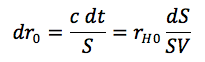 dr₀ = c dt / S = r_H0 dS / SV